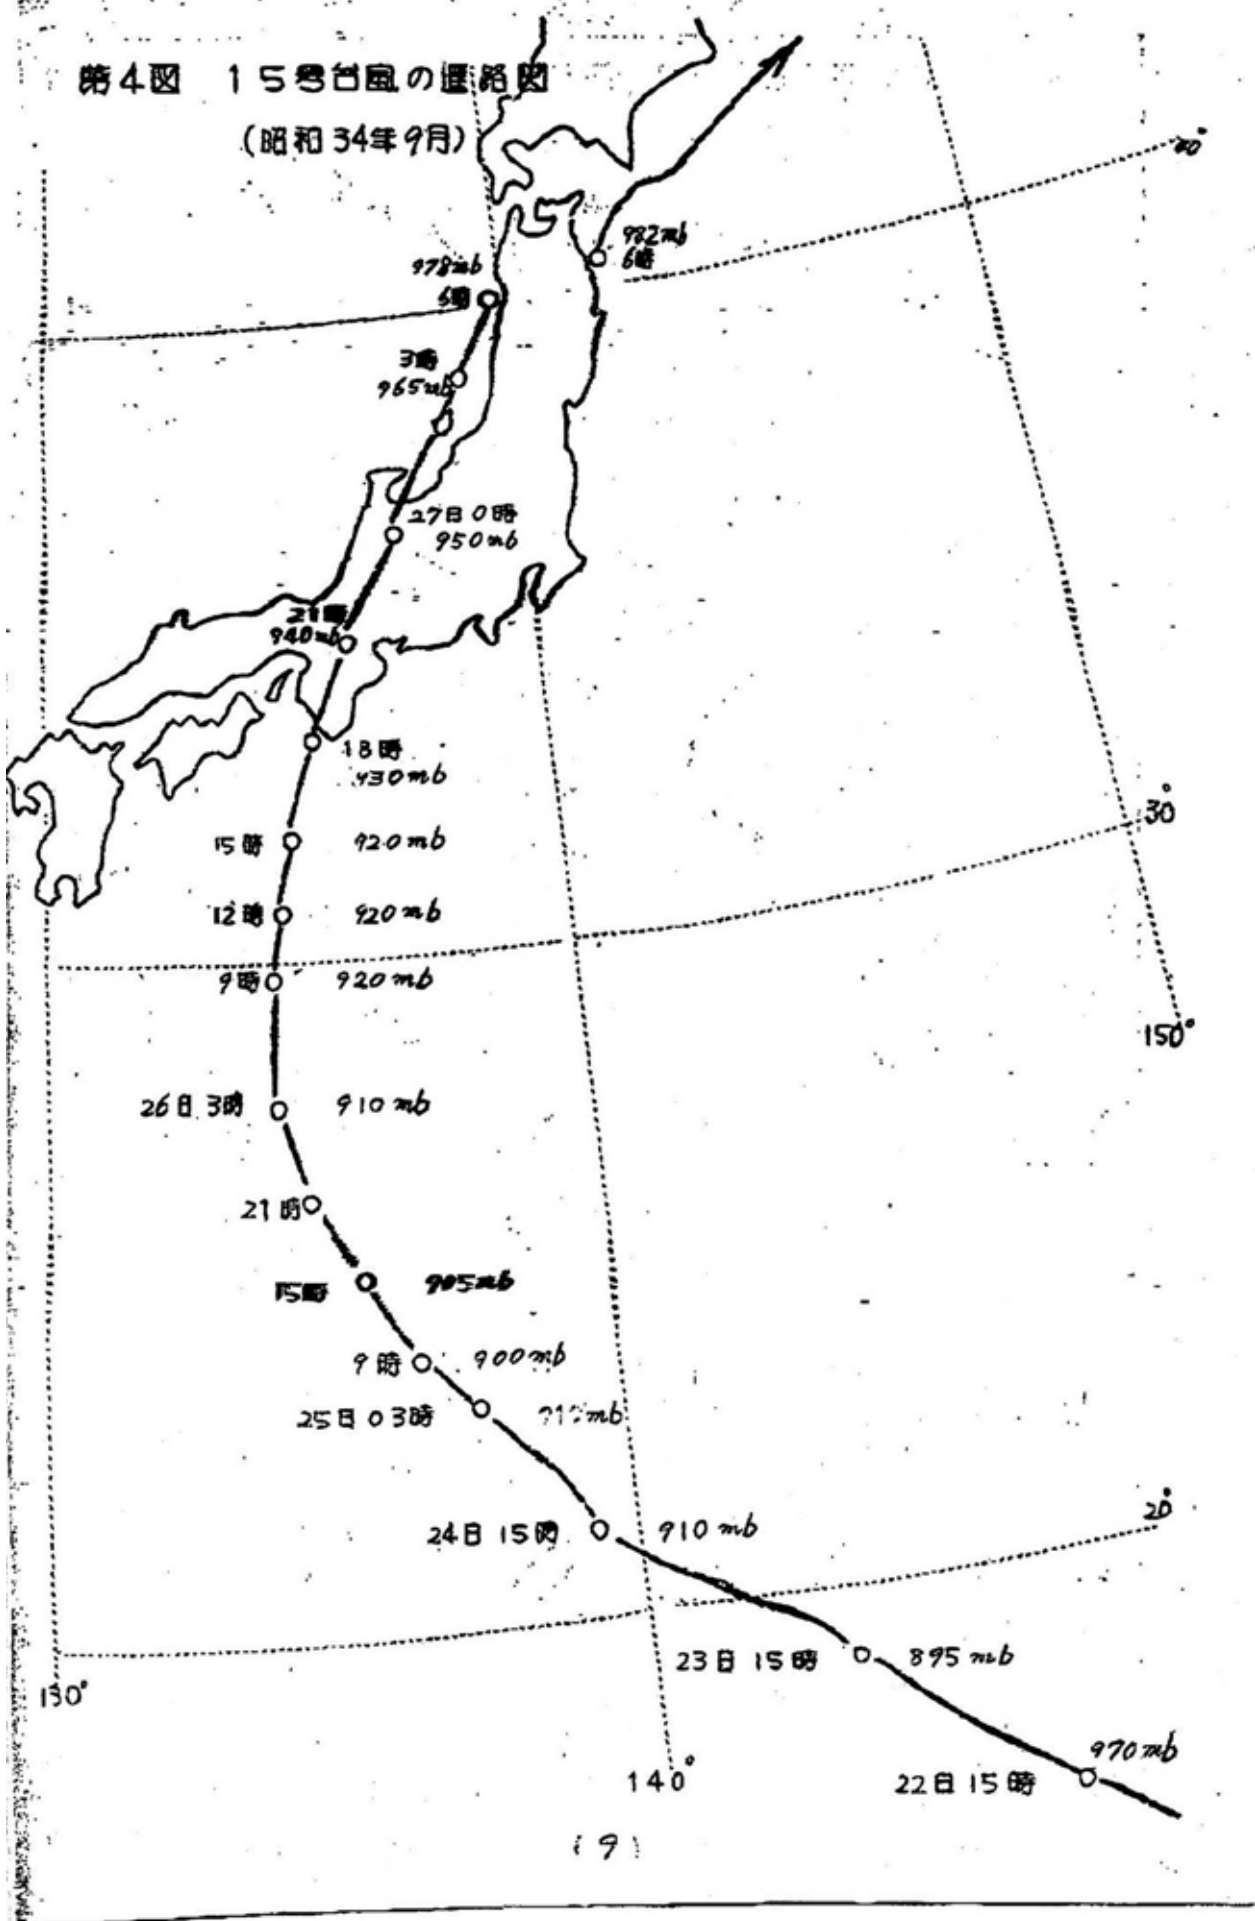 第4図 15号台風の進路図
(昭和34年9月)
40°
982mb
6時
978mb
6時
3時
965mb
27日0時
950mb
21時
940mb
18時
930mb
30°
15時 920mb
12時 920mb
9時 920mb
150°
26日3時 910mb
21時
15時 905mb
9時 900mb
25日03時
20°
24日15時 910mb
23日15時 895mb
130°
970mb
140°
22日15時
(9)